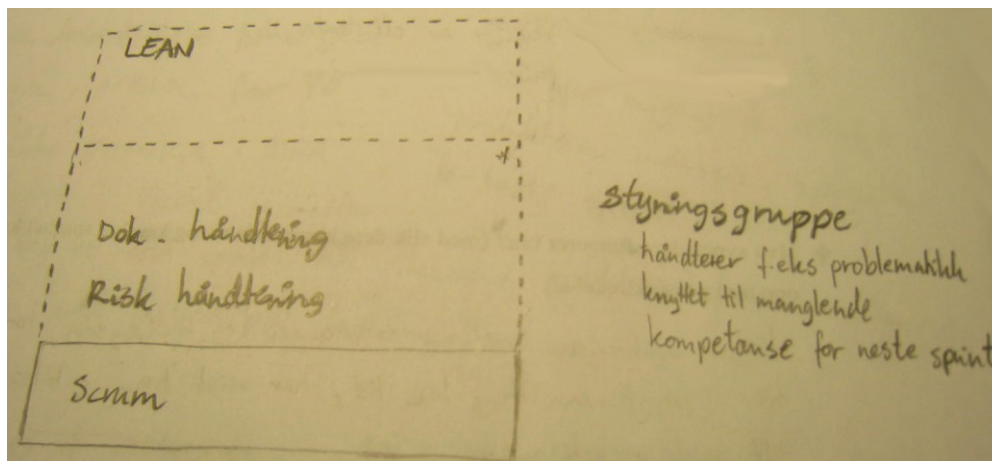 LEAN
Dok. håndtering
Risk håndtering
Scrum
styringsgruppe
håndterer f.eks problematikk
knyttet til manglende
kompetanse for neste sprint